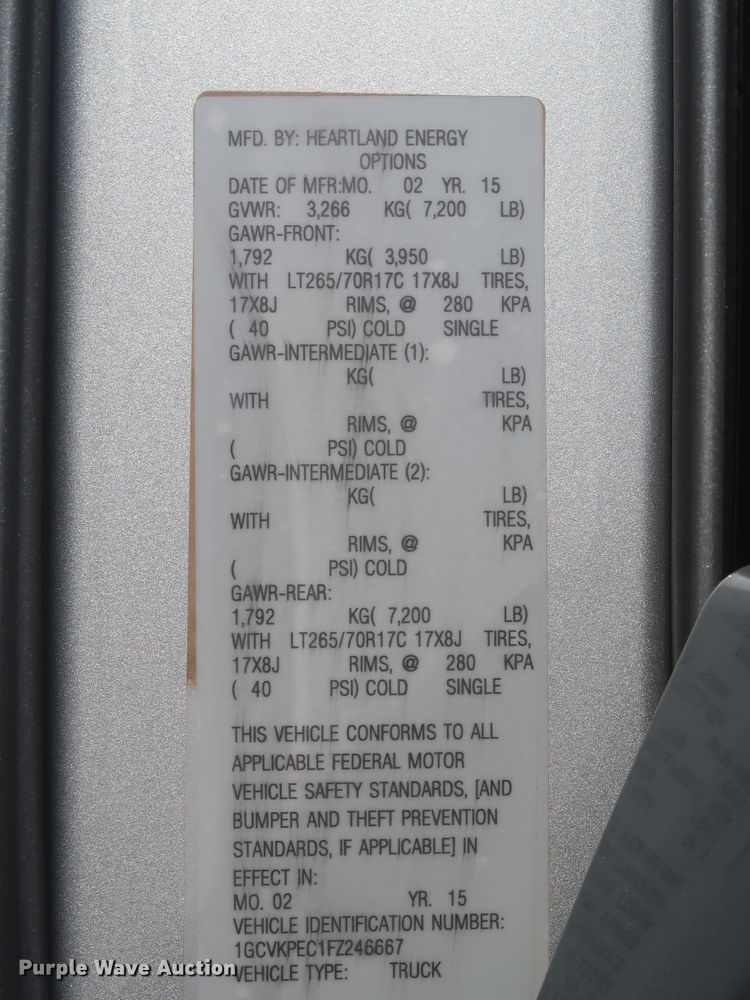 MFD. BY: HEARTLAND ENERGY
OPTIONS
DATE OF MFR:MO. 02 YR. 15
GVWR: 3,266 KG( 7,200 LB)
GAWR-FRONT:
1,792 KG( 3,950 LB)
WITH LT265/70R17C 17X8J TIRES,
17X8J RIMS, @ 280 KPA
( 40 PSI) COLD SINGLE
GAWR-INTERMEDIATE (1):
KG( LB)
WITH TIRES,
RIMS, @ KPA
( PSI) COLD
GAWR-INTERMEDIATE (2):
KG( LB)
WITH TIRES,
RIMS, @ KPA
( PSI) COLD
GAWR-REAR:
1,792 KG( 7,200 LB)
WITH LT265/70R17C 17X8J TIRES,
17X8J RIMS, @ 280 KPA
( 40 PSI) COLD SINGLE
THIS VEHICLE CONFORMS TO ALL
APPLICABLE FEDERAL MOTOR
VEHICLE SAFETY STANDARDS, [AND
BUMPER AND THEFT PREVENTION
STANDARDS, IF APPLICABLE] IN
EFFECT IN:
MO. 02 YR. 15
VEHICLE IDENTIFICATION NUMBER:
1GCVKPEC1FZ246667
VEHICLE TYPE: TRUCK
Purple Wave Auction